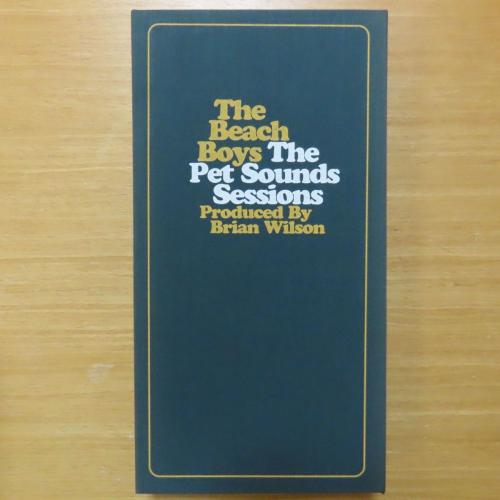 The
Beach
Boys The
Pet Sounds
Sessions
Produced By
Brian Wilson